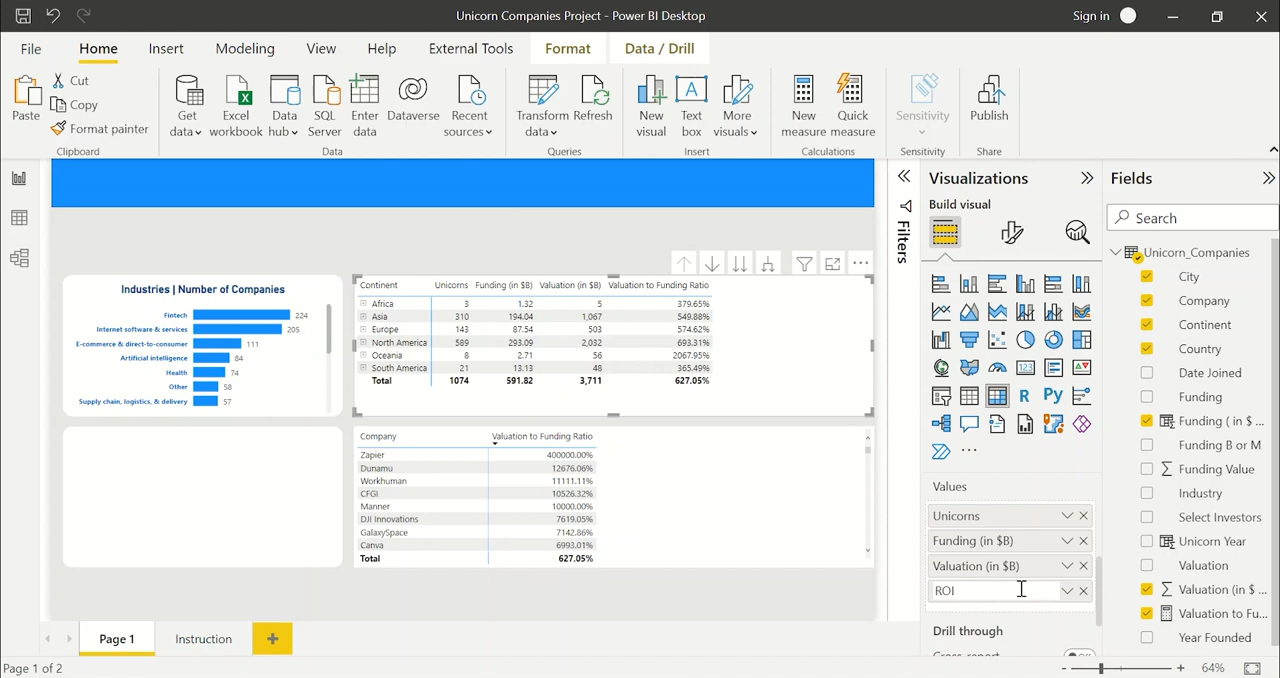 Unicorn Companies Project - Power BI Desktop
Sign in
File Home Insert Modeling View Help External Tools Format Data / Drill
Paste
Cut
Copy
Format painter
Clipboard
Get data
Excel workbook
Data hub
SQL Server
Enter data
Dataverse
Recent sources
Data
Transform data
Refresh
Queries
New visual
Text box
More visuals
Insert
New measure
Quick measure
Calculations
Sensitivity
Sensitivity
Publish
Share
Industries | Number of Companies
Fintech 224
Internet software & services 205
E-commerce & direct-to-consumer 111
Artificial intelligence 84
Health 74
Other 58
Supply chain, logistics, & delivery 57
Continent Unicorns Funding (in $B) Valuation (in $B) Valuation to Funding Ratio
Africa 3 1.32 5 379.65%
Asia 310 194.04 1,067 549.88%
Europe 143 87.54 503 574.62%
North America 589 293.09 2,032 693.31%
Oceania 8 2.71 56 2067.95%
South America 21 13.13 48 365.49%
Total 1074 591.82 3,711 627.05%
Company Valuation to Funding Ratio
Zapier 400000.00%
Dunamu 12676.06%
Workhuman 11111.11%
CFGI 10526.32%
Manner 10000.00%
DJI Innovations 7619.05%
GalaxySpace 7142.86%
Canva 6993.01%
Total 627.05%
Filters
Visualizations
Build visual
R Py
123
Values
Unicorns
Funding (in $B)
Valuation (in $B)
ROI
Drill through
Fields
Search
Unicorn_Companies
City
Company
Continent
Country
Date Joined
Funding
Funding ( in $ ...
Funding B or M
Funding Value
Industry
Select Investors
Unicorn Year
Valuation
Valuation (in $ ...
Valuation to Fu...
Year Founded
Page 1 Instruction
Page 1 of 2
64%